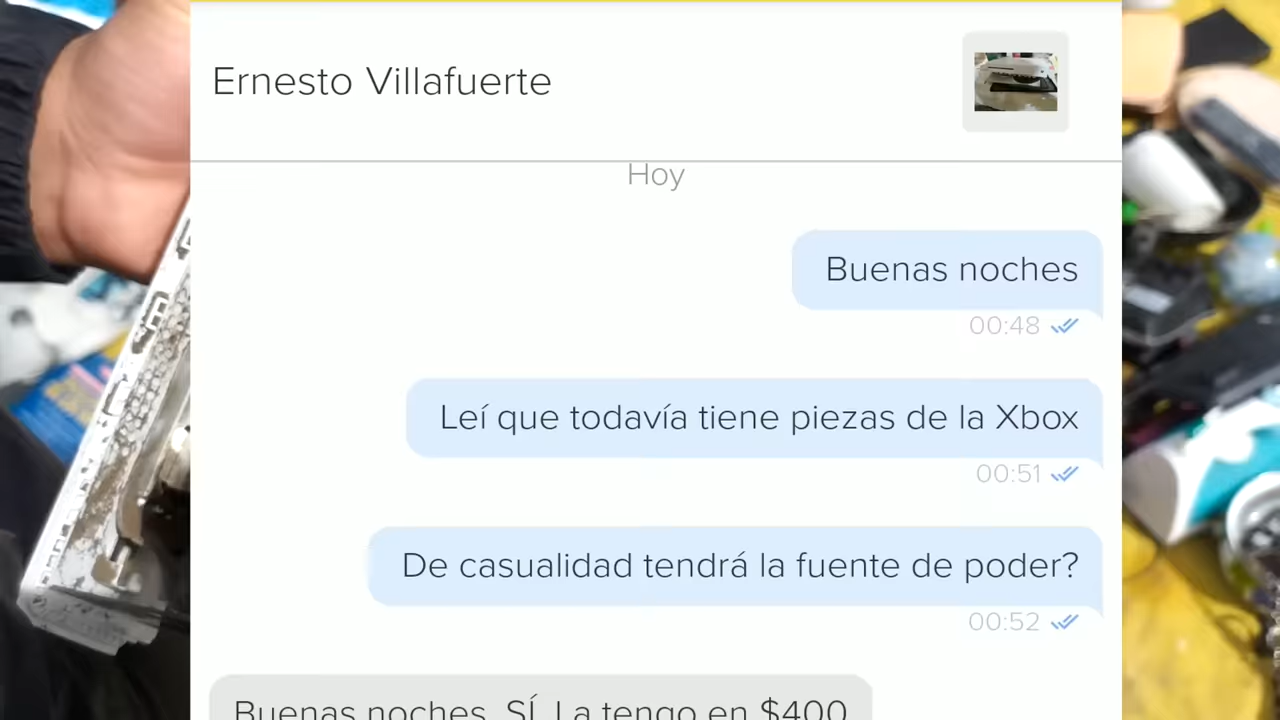 Ernesto Villafuerte
Hoy
Buenas noches
00:48
Leí que todavía tiene piezas de la Xbox
00:51
De casualidad tendrá la fuente de poder?
00:52
Buenas noches. SÍ. La tengo en $400